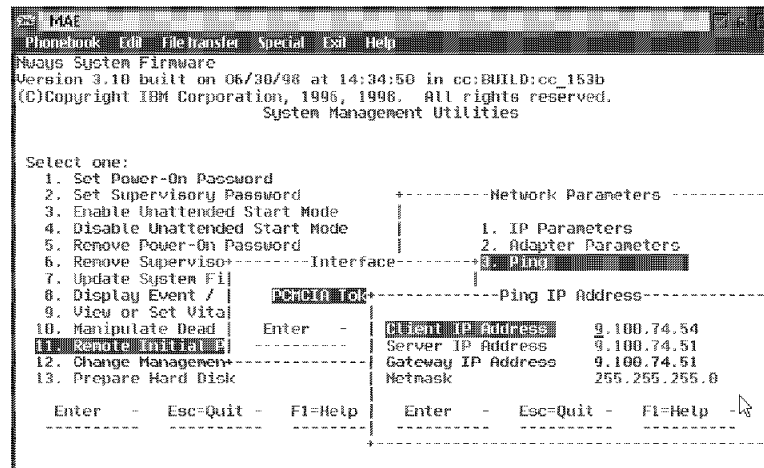 MAE
Phonebook Edit File transfer Special Exit Help
Nways System Firmware
Version 3.10 built on 06/30/98 at 14:34:50 in cc:BUILD:cc_153b
(C)Copyright IBM Corporation, 1996, 1998. All rights reserved.
System Management Utilities
Select one:
1. Set Power-On Password
2. Set Supervisory Password
3. Enable Unattended Start Mode
4. Disable Unattended Start Mode
5. Remove Power-On Password
6. Remove Superviso
7. Update System Fi
8. Display Event /
9. View or Set Vita
10. Manipulate Dead
11. Remote Initial P
12. Change Managemen
13. Prepare Hard Disk
Enter - Esc=Quit - F1=Help
Interface
PCMCIA Tok
Enter -
Network Parameters
1. IP Parameters
2. Adapter Parameters
3. Ping
Ping IP Address
Client IP Address 9.100.74.54
Server IP Address 9.100.74.51
Gateway IP Address 9.100.74.51
Netmask 255.255.255.0
Enter - Esc=Quit - F1=Help -